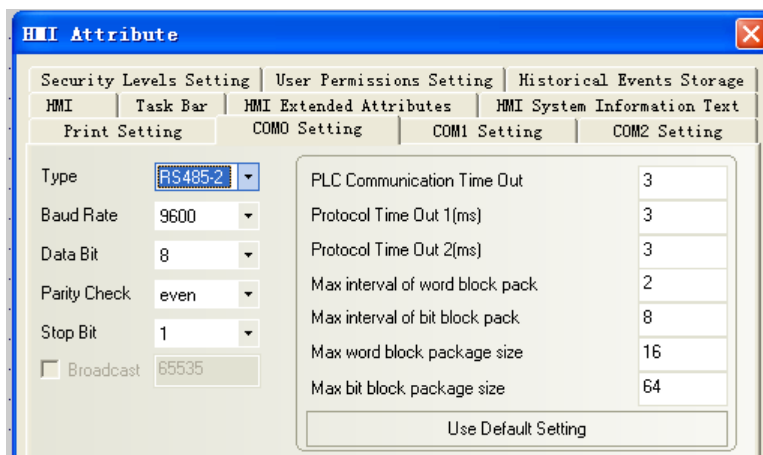 HMI Attribute
Security Levels Setting User Permissions Setting Historical Events Storage
HMI Task Bar HMI Extended Attributes HMI System Information Text
Print Setting COM0 Setting COM1 Setting COM2 Setting
Type RS485-2
Baud Rate 9600
Data Bit 8
Parity Check even
Stop Bit 1
Broadcast 65535
PLC Communication Time Out 3
Protocol Time Out 1(ms) 3
Protocol Time Out 2(ms) 3
Max interval of word block pack 2
Max interval of bit block pack 8
Max word block package size 16
Max bit block package size 64
Use Default Setting